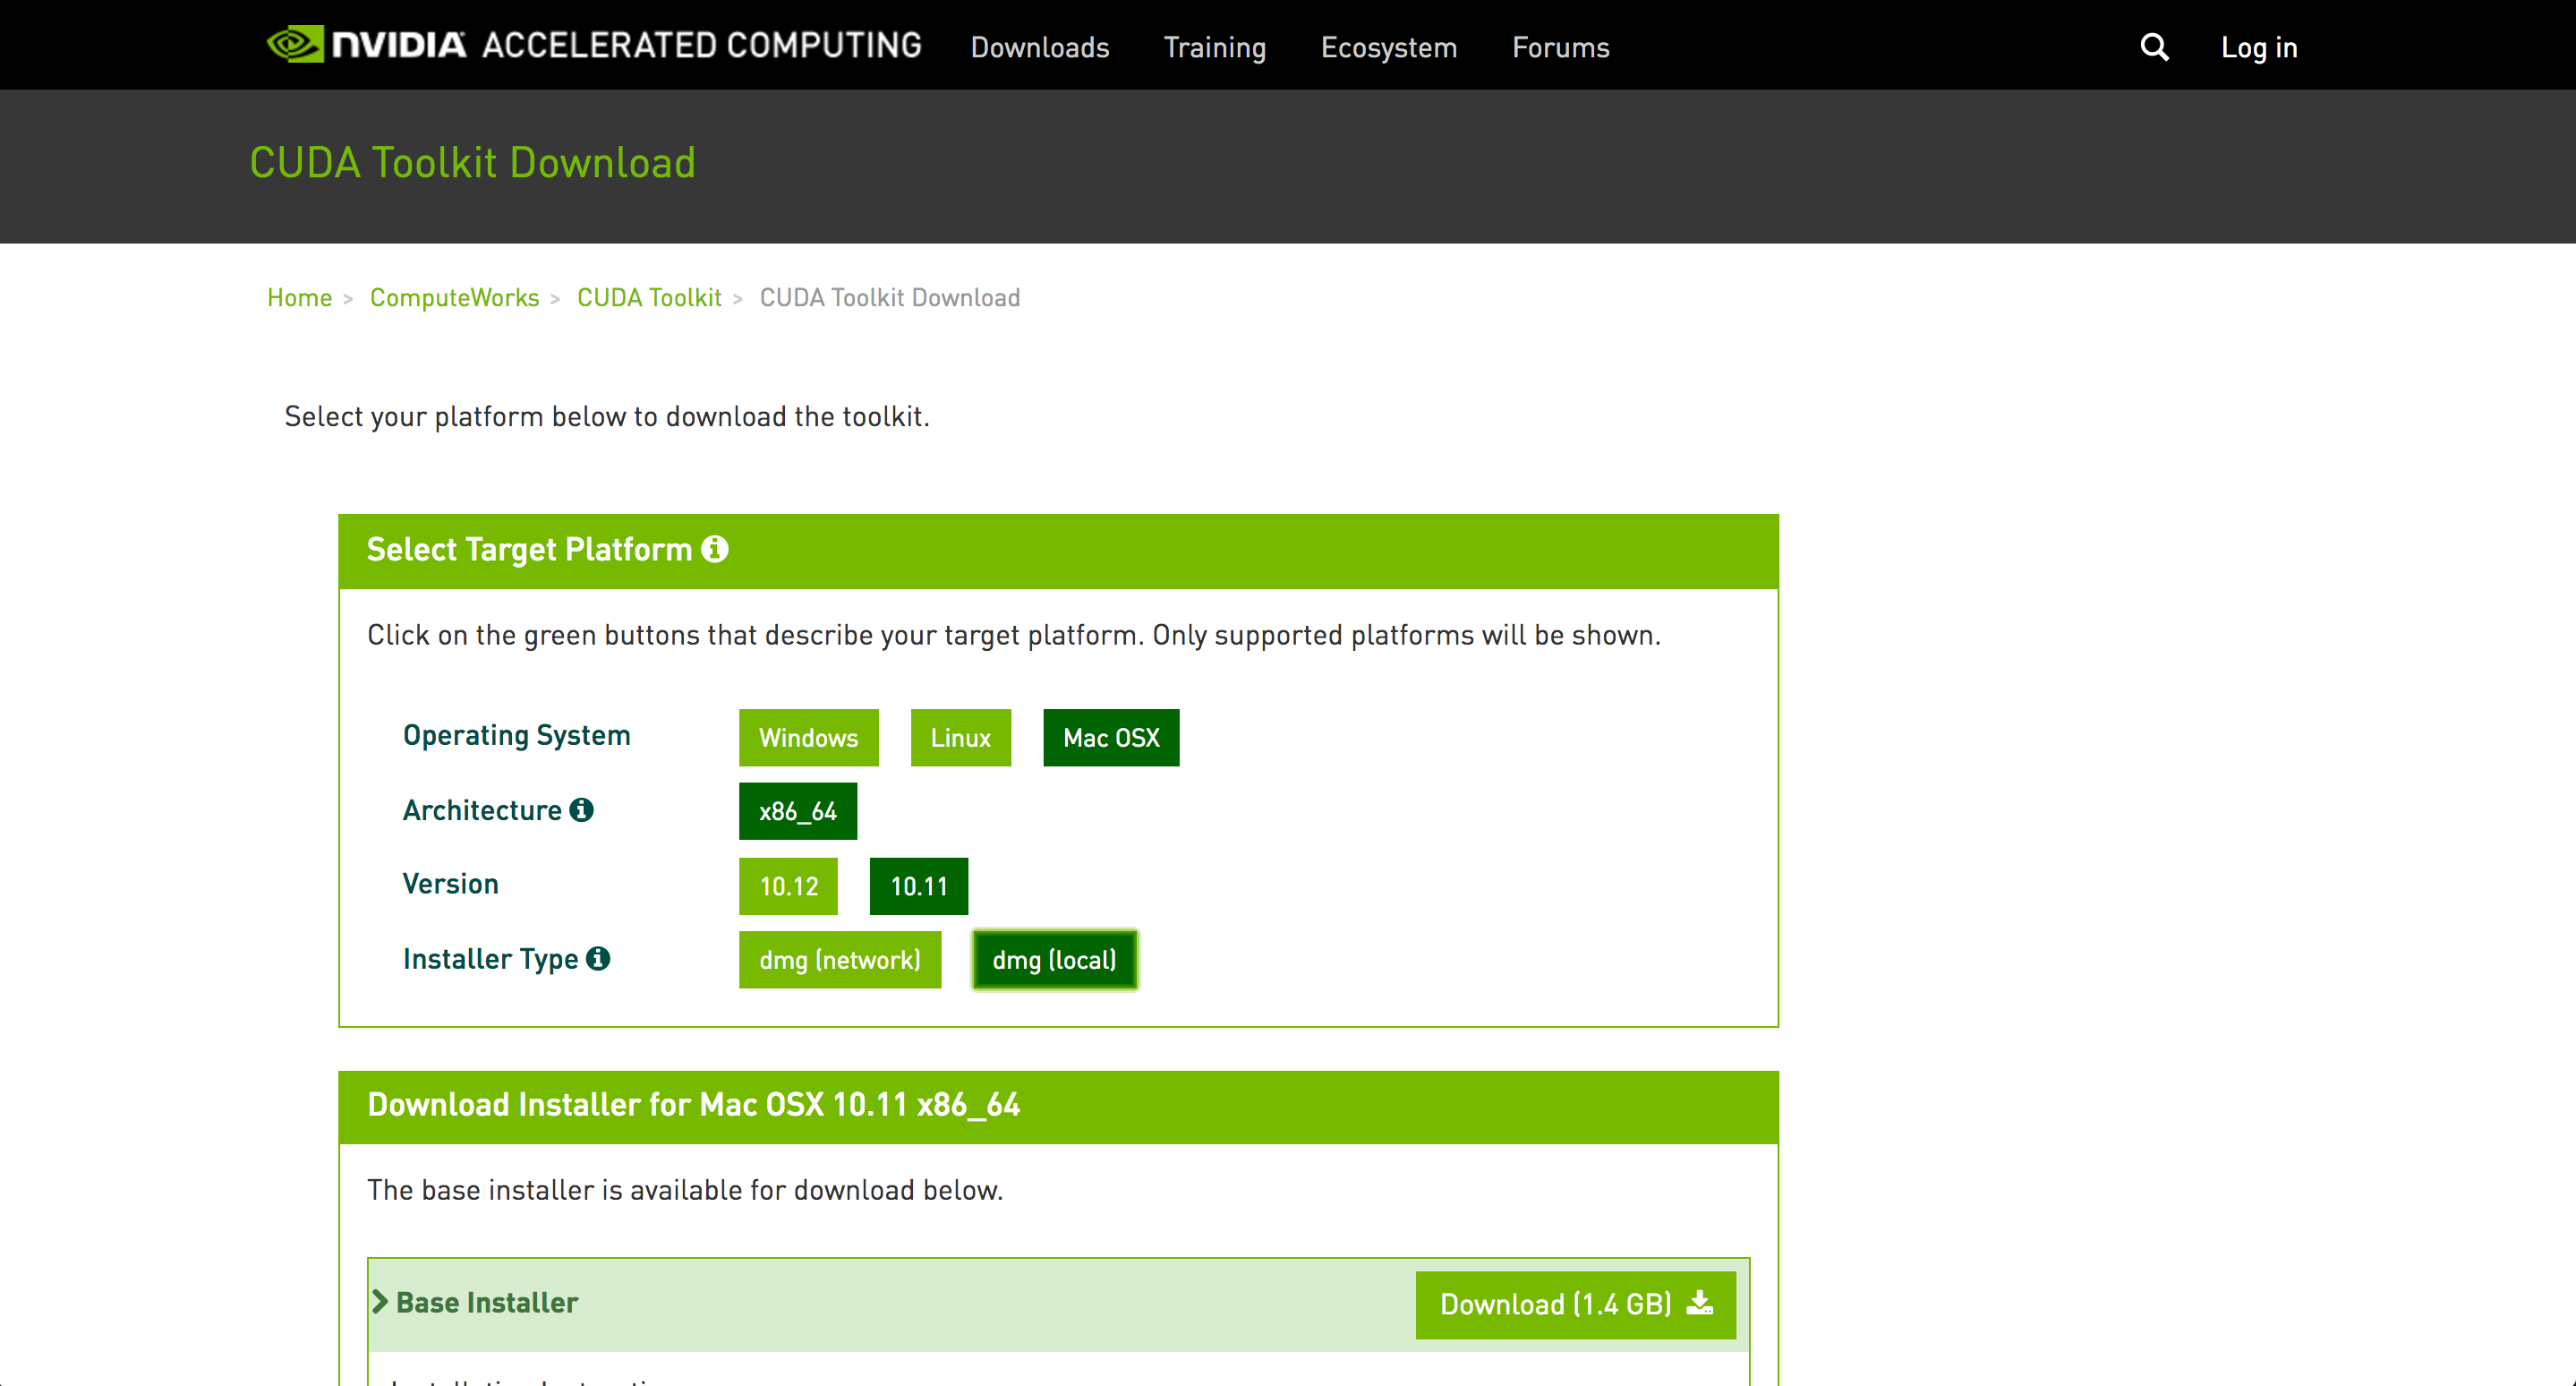 NVIDIA ACCELERATED COMPUTING Downloads Training Ecosystem Forums Log in
CUDA Toolkit Download
Home > ComputeWorks > CUDA Toolkit > CUDA Toolkit Download
Select your platform below to download the toolkit.
Select Target Platform
Click on the green buttons that describe your target platform. Only supported platforms will be shown.
Operating System Windows Linux Mac OSX
Architecture x86_64
Version 10.12 10.11
Installer Type dmg (network) dmg (local)
Download Installer for Mac OSX 10.11 x86_64
The base installer is available for download below.
Base Installer Download (1.4 GB)